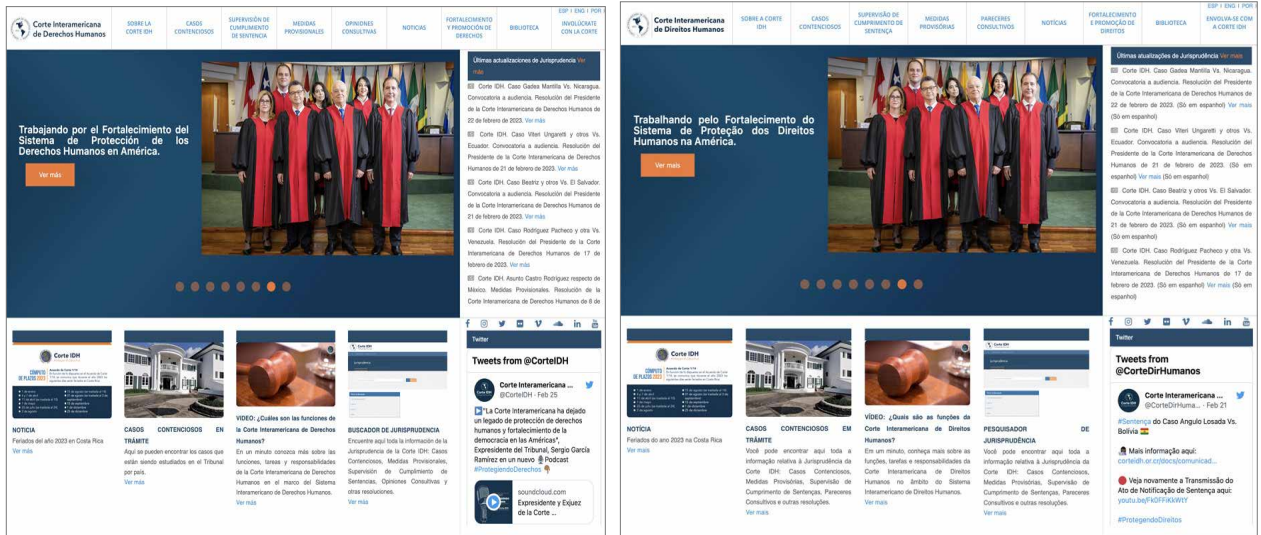 ESP | ENG | POR
Corte Interamericana
de Derechos Humanos
SOBRE LA
CORTE IDH
CASOS
CONTENCIOSOS
SUPERVISIÓN DE
CUMPLIMIENTO
DE SENTENCIA
MEDIDAS
PROVISIONALES
OPINIONES
CONSULTIVAS
NOTICIAS
FORTALECIMIENTO
Y PROMOCIÓN DE
DERECHOS
BIBLIOTECA
INVOLÚCRATE
CON LA CORTE
Trabajando por el Fortalecimiento del
Sistema de Protección de los
Derechos Humanos en América.
Ver más
Últimas actualizaciones de Jurisprudencia Ver
más
Corte IDH. Caso Gadea Mantilla Vs. Nicaragua.
Convocatoria a audiencia. Resolución del Presidente
de la Corte Interamericana de Derechos Humanos de
22 de febrero de 2023. Ver más
Corte IDH. Caso Viteri Ungaretti y otros Vs.
Ecuador. Convocatoria a audiencia. Resolución del
Presidente de la Corte Interamericana de Derechos
Humanos de 21 de febrero de 2023. Ver más
Corte IDH. Caso Beatriz y otros Vs. El Salvador.
Convocatoria a audiencia. Resolución del Presidente
de la Corte Interamericana de Derechos Humanos de
21 de febrero de 2023. Ver más
Corte IDH. Caso Rodríguez Pacheco y otra Vs.
Venezuela. Resolución del Presidente de la Corte
Interamericana de Derechos Humanos de 17 de
febrero de 2023. Ver más
Corte IDH. Asunto Castro Rodríguez respecto de
México. Medidas Provisionales. Resolución de la
Corte Interamericana de Derechos Humanos de 8 de
Corte IDH
CÓMPUTO
DE PLAZOS 2023
NOTICIA
Feriados del año 2023 en Costa Rica
Ver más
CASOS CONTENCIOSOS EN
TRÁMITE
Aquí se pueden encontrar los casos que
están siendo estudiados en el Tribunal
por país.
Ver más
VIDEO: ¿Cuáles son las funciones de
la Corte Interamericana de Derechos
Humanos?
En un minuto conozca más sobre las
funciones, tareas y responsabilidades
de la Corte Interamericana de Derechos
Humanos en el marco del Sistema
Interamericano de Derechos Humanos.
Ver más
BUSCADOR DE JURISPRUDENCIA
Encuentre aquí toda la información de la
Jurisprudencia de la Corte IDH: Casos
Contenciosos, Medidas Provisionales,
Supervisión de Cumplimiento de
Sentencias, Opiniones Consultivas y
otras resoluciones.
Ver más
Twitter
Tweets from @CorteIDH
Corte Interamericana ...
@CorteIDH · Feb 25
"La Corte Interamericana ha dejado
un legado de protección de derechos
humanos y fortalecimiento de la
democracia en las Américas",
Expresidente del Tribunal, Sergio García
Ramírez en un nuevo Podcast
#ProtegiendoDerechos
soundcloud.com
Expresidente y Exjuez
de la Corte ...
ESP | ENG | POR
Corte Interamericana
de Direitos Humanos
SOBRE A CORTE
IDH
CASOS
CONTENCIOSOS
SUPERVISÃO DE
CUMPRIMENTO DE
SENTENÇA
MEDIDAS
PROVISÓRIAS
PARECERES
CONSULTIVOS
NOTÍCIAS
FORTALECIMENTO
E PROMOÇÃO DE
DIREITOS
BIBLIOTECA
ENVOLVA-SE COM
A CORTE IDH
Trabalhando pelo Fortalecimento do
Sistema de Proteção dos Direitos
Humanos na América.
Ver mais
Últimas atualizações de Jurisprudência Ver mais
Corte IDH. Caso Gadea Mantilla Vs. Nicaragua.
Convocatoria a audiencia. Resolución del Presidente
de la Corte Interamericana de Derechos Humanos de
22 de febrero de 2023. (Só em espanhol) Ver mais
(Só em espanhol)
Corte IDH. Caso Viteri Ungaretti y otros Vs.
Ecuador. Convocatoria a audiencia. Resolución del
Presidente de la Corte Interamericana de Derechos
Humanos de 21 de febrero de 2023. (Só em
espanhol) Ver mais (Só em espanhol)
Corte IDH. Caso Beatriz y otros Vs. El Salvador.
Convocatoria a audiencia. Resolución del Presidente
de la Corte Interamericana de Derechos Humanos de
21 de febrero de 2023. (Só em espanhol) Ver mais
(Só em espanhol)
Corte IDH. Caso Rodríguez Pacheco y otra Vs.
Venezuela. Resolución del Presidente de la Corte
Interamericana de Derechos Humanos de 17 de
febrero de 2023. (Só em espanhol) Ver mais (Só em
espanhol)
Corte IDH
CÓMPUTO
DE PLAZOS 2023
NOTÍCIA
Feriados do ano 2023 na Costa Rica
Ver mais
CASOS CONTENCIOSOS EM
TRÂMITE
Você pode encontrar aqui toda a
informação relativa à Jurisprudência da
Corte IDH: Casos Contenciosos,
Medidas Provisórias, Supervisão de
Cumprimento de Sentenças, Pareceres
Consultivos e outras resoluções.
Ver mais
VÍDEO: ¿Quais são as funções da
Corte Interamericana de Direitos
Humanos?
Em um minuto, conheça mais sobre as
funções, tarefas e responsabilidades da
Corte Interamericana de Direitos
Humanos no âmbito do Sistema
Interamericano de Direitos Humanos.
Ver mais
PESQUISADOR DE
JURISPRUDÊNCIA
Você pode encontrar aqui toda a
informação relativa à Jurisprudência da
Corte IDH: Casos Contenciosos,
Medidas Provisórias, Supervisão de
Cumprimento de Sentenças, Pareceres
Consultivos e outras resoluções.
Ver mais
Twitter
Tweets from
@CorteDirHumanos
Corte Interamericana ...
@CorteDirHuma... · Feb 21
#Sentença do Caso Angulo Losada Vs.
Bolívia
Mais informação aqui:
corteidh.or.cr/docs/comunicad...
Veja novamente a Transmissão do
Ato de Notificação de Sentença aqui:
youtu.be/FkOFFiKkWtY
#ProtegendoDireitos